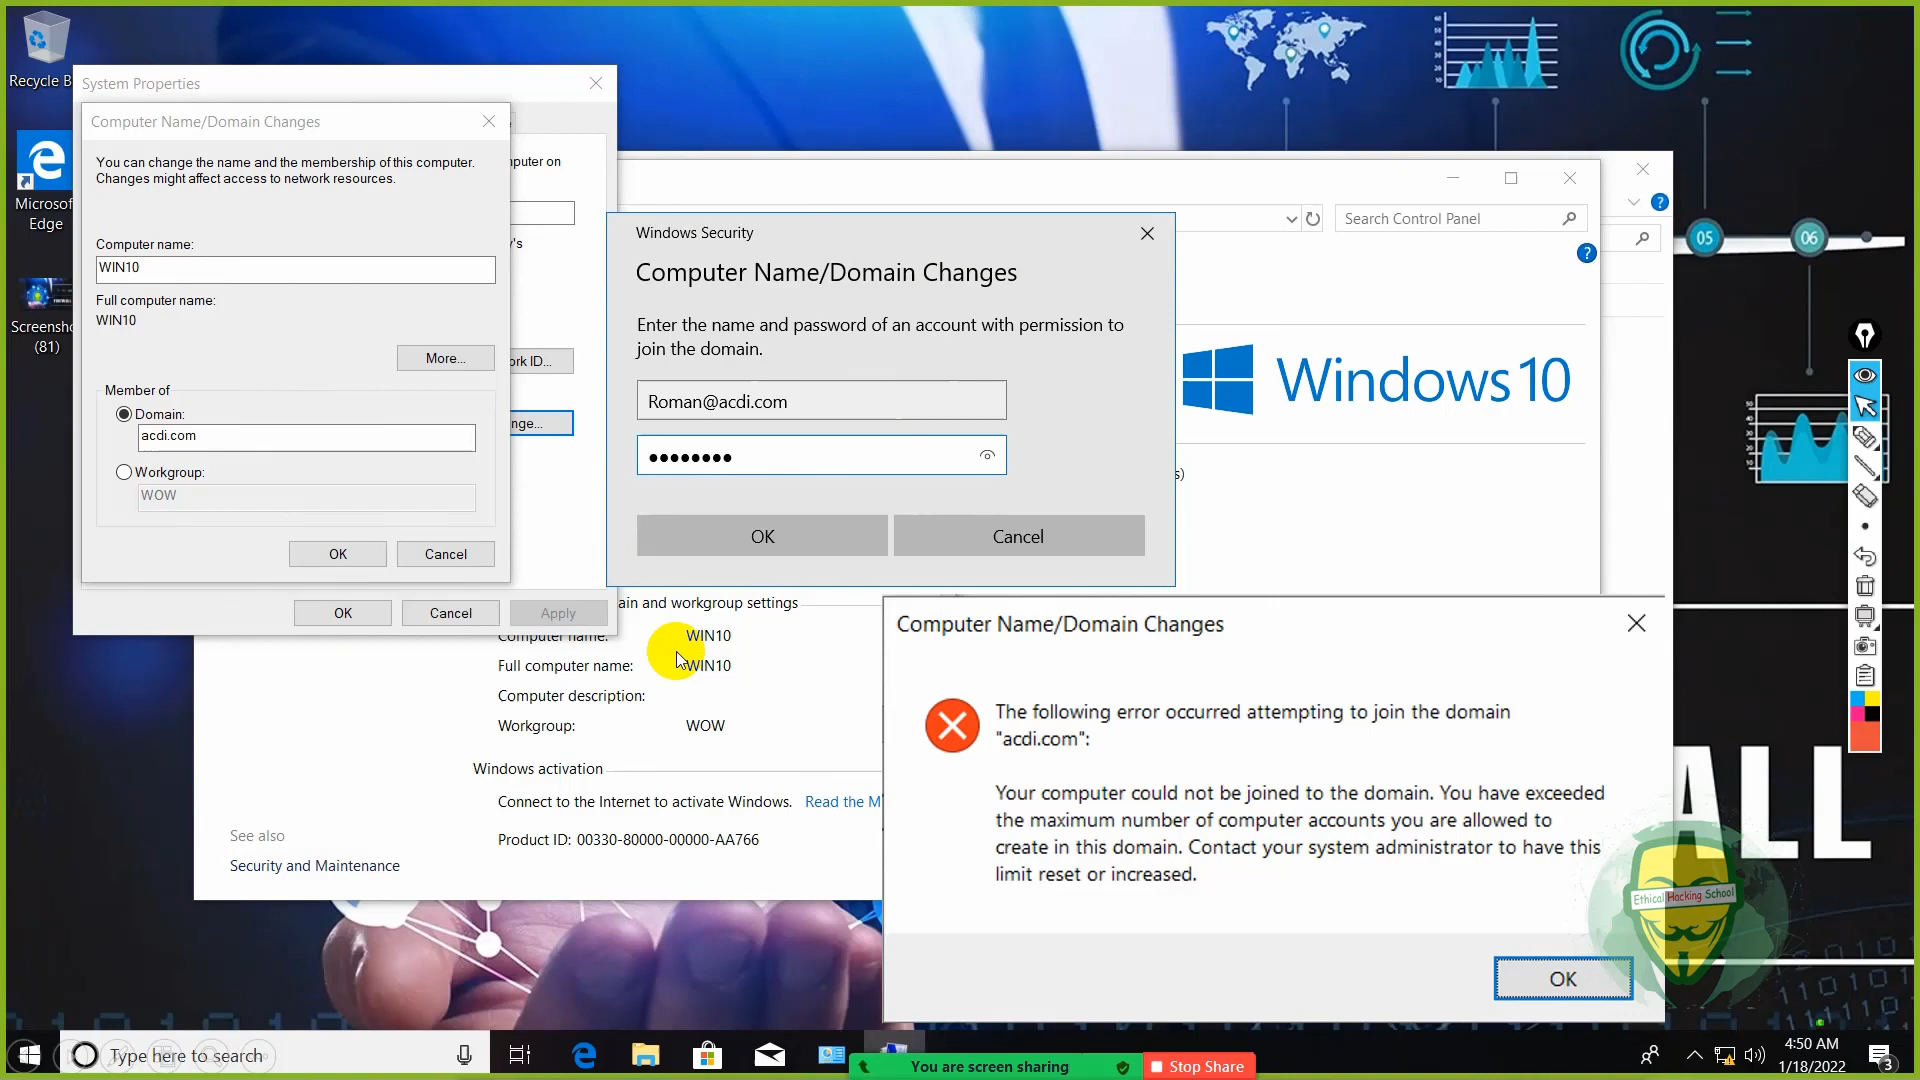 Recycle B
Microsof
Edge
Screensho
(81)
System Properties
Computer Name/Domain Changes
You can change the name and the membership of this computer.
Changes might affect access to network resources.
Computer name:
WIN10
Full computer name:
WIN10
More...
Member of
Domain:
acdi.com
Workgroup:
WOW
OK
Cancel
nputer on
y's
ork ID...
nge...
OK
Cancel
Apply
Search Control Panel
Windows Security
Computer Name/Domain Changes
Enter the name and password of an account with permission to
join the domain.
Roman@acdi.com
OK
Cancel
Windows 10
s)
05
06
ain and workgroup settings
Computer name:
WIN10
Full computer name:
WIN10
Computer description:
Workgroup:
WOW
Windows activation
Connect to the Internet to activate Windows.
Read the M
Product ID: 00330-80000-00000-AA766
See also
Security and Maintenance
Computer Name/Domain Changes
The following error occurred attempting to join the domain
"acdi.com":
Your computer could not be joined to the domain. You have exceeded
the maximum number of computer accounts you are allowed to
create in this domain. Contact your system administrator to have this
limit reset or increased.
OK
ALL
Ethical Hacking School
Type here to search
You are screen sharing
Stop Share
4:50 AM
1/18/2022
3